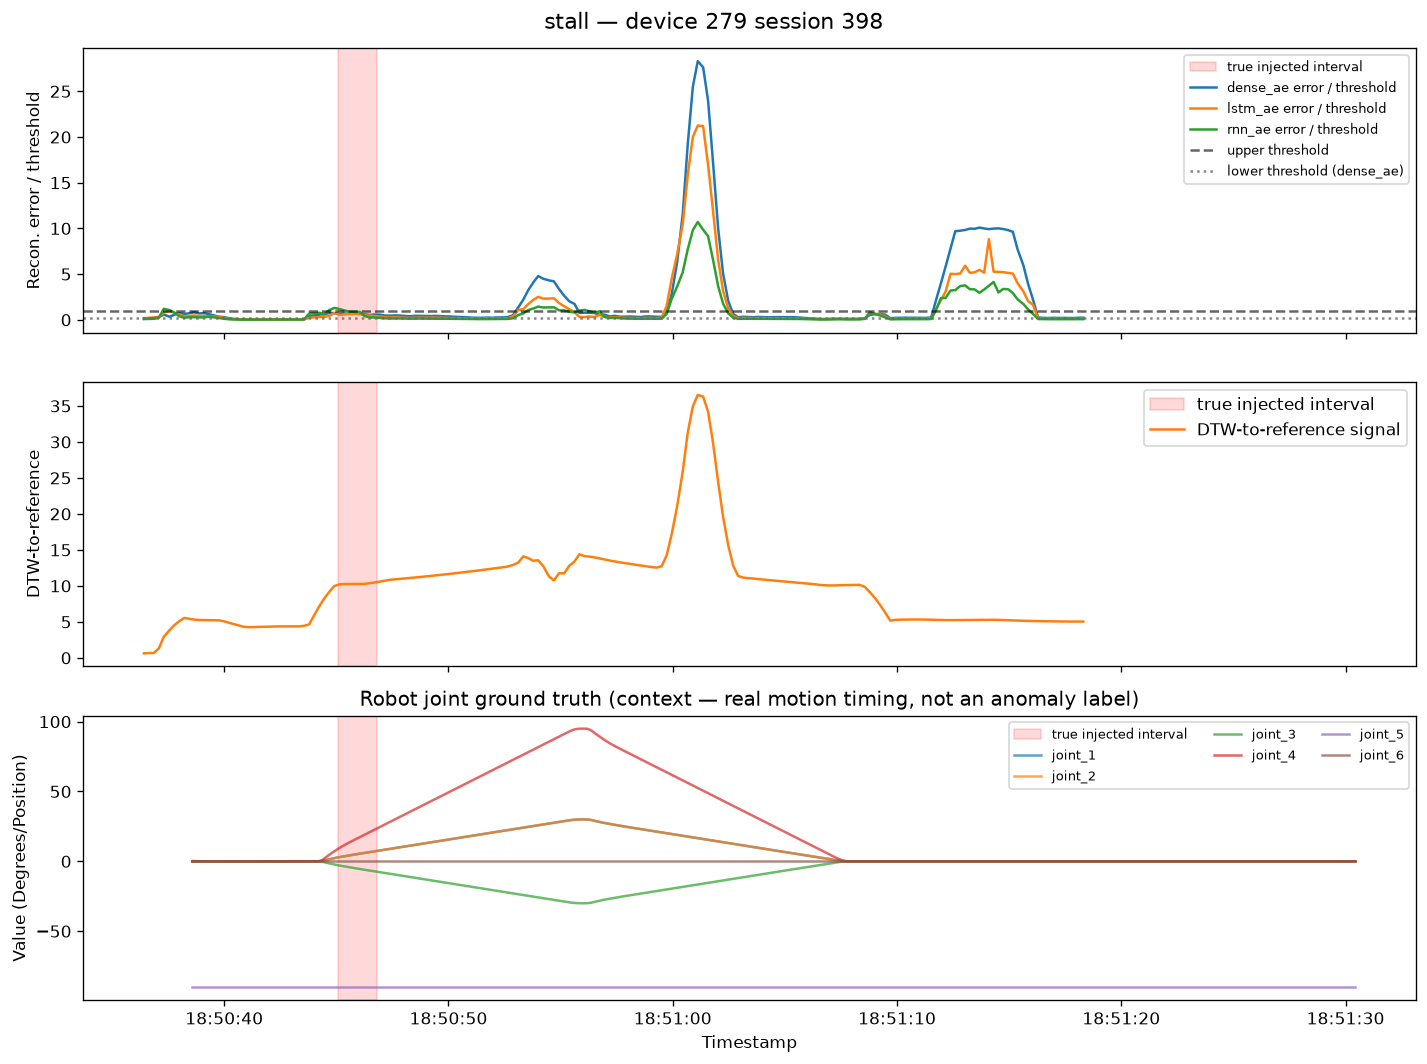 stall — device 279 session 398
Recon. error / threshold
25
20
15
10
5
0
true injected interval
dense_ae error / threshold
lstm_ae error / threshold
rnn_ae error / threshold
upper threshold
lower threshold (dense_ae)
DTW-to-reference
35
30
25
20
15
10
5
0
true injected interval
DTW-to-reference signal
Robot joint ground truth (context — real motion timing, not an anomaly label)
Value (Degrees/Position)
100
50
0
−50
true injected interval
joint_1
joint_2
joint_3
joint_4
joint_5
joint_6
18:50:40
18:50:50
18:51:00
18:51:10
18:51:20
18:51:30
Timestamp